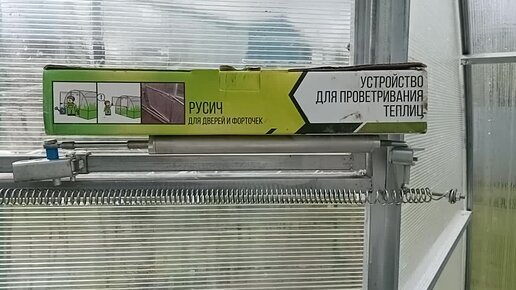 РУСИЧ
ДЛЯ ДВЕРЕЙ И ФОРТОЧЕК
УСТРОЙСТВО
ДЛЯ ПРОВЕТРИВАНИЯ
ТЕПЛИЦ